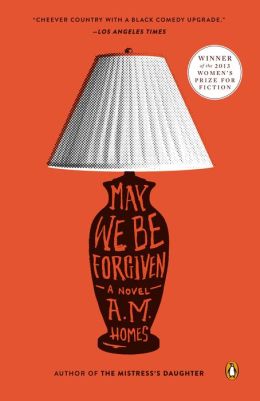 "CHEEVER COUNTRY WITH A BLACK COMEDY UPGRADE."
—LOS ANGELES TIMES
WINNER
of the 2013
WOMEN'S
PRIZE FOR
FICTION
MAY
WE BE
FORGIVEN
A NOVEL
A.M.
HOMES
AUTHOR OF THE MISTRESS'S DAUGHTER